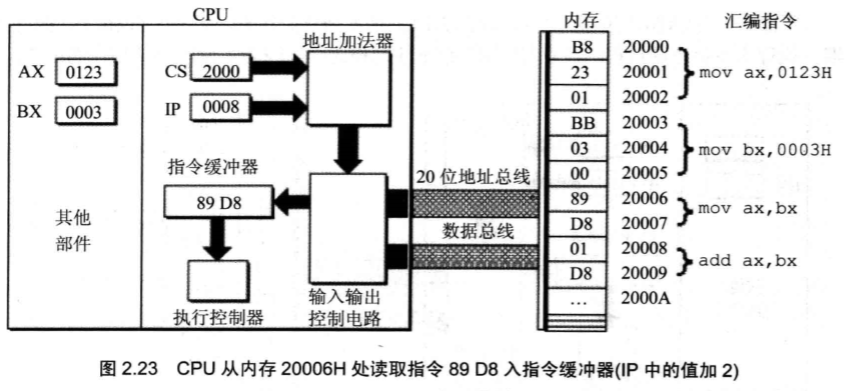 CPU
内存
汇编指令
地址加法器
AX 0123
BX 0003
CS 2000
IP 0008
指令缓冲器
89 D8
其他
部件
执行控制器
输入输出
控制电路
20 位地址总线
数据总线
B8 20000
23 20001
01 20002
mov ax,0123H
BB 20003
03 20004
00 20005
mov bx,0003H
89 20006
D8 20007
mov ax,bx
01 20008
D8 20009
add ax,bx
… 2000A
图 2.23 CPU 从内存 20006H 处读取指令 89 D8 入指令缓冲器(IP 中的值加 2)